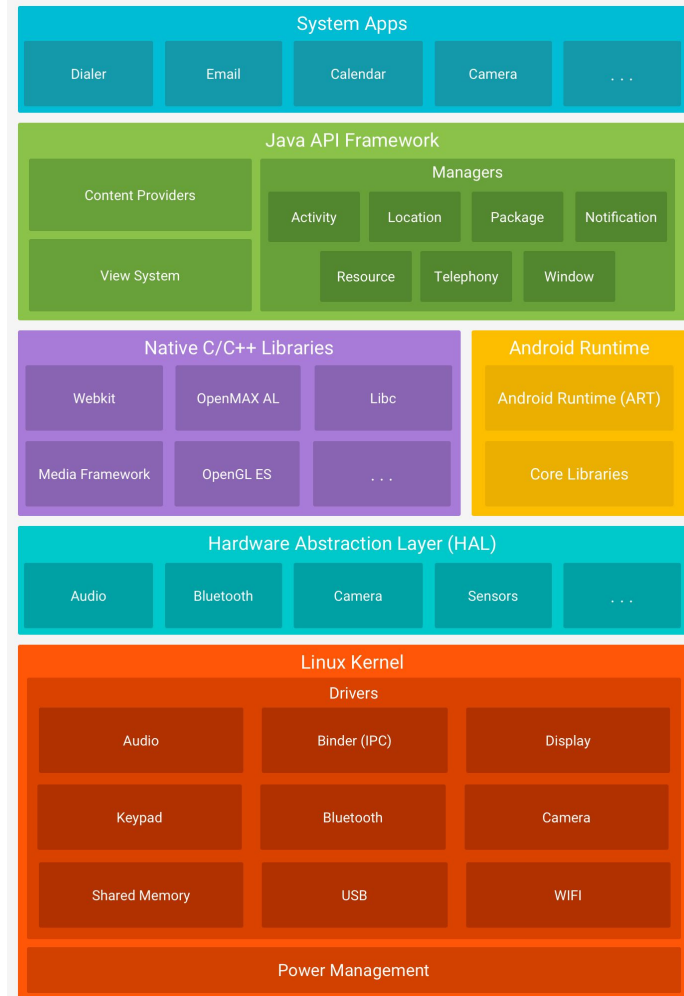 System Apps
Dialer
Email
Calendar
Camera
. . .
Java API Framework
Content Providers
View System
Managers
Activity
Location
Package
Notification
Resource
Telephony
Window
Native C/C++ Libraries
Webkit
OpenMAX AL
Libc
Media Framework
OpenGL ES
. . .
Android Runtime
Android Runtime (ART)
Core Libraries
Hardware Abstraction Layer (HAL)
Audio
Bluetooth
Camera
Sensors
. . .
Linux Kernel
Drivers
Audio
Binder (IPC)
Display
Keypad
Bluetooth
Camera
Shared Memory
USB
WIFI
Power Management